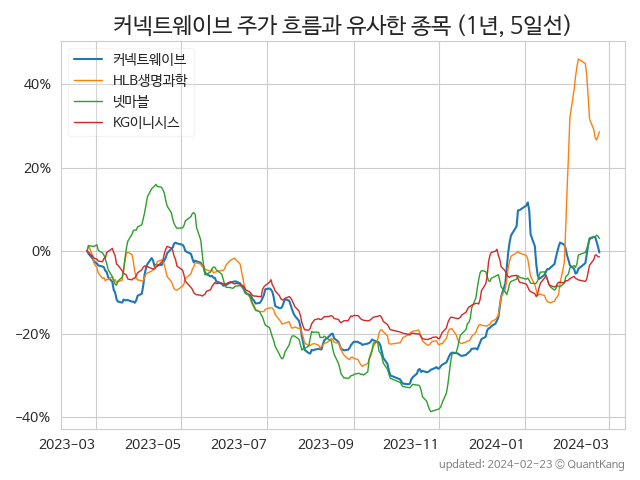 커넥트웨이브 주가 흐름과 유사한 종목 (1년, 5일선)
커넥트웨이브
HLB생명과학
넷마블
KG이니시스
40%
20%
0%
−20%
−40%
2023-03 2023-05 2023-07 2023-09 2023-11 2024-01 2024-03
updated: 2024-02-23 © QuantKang